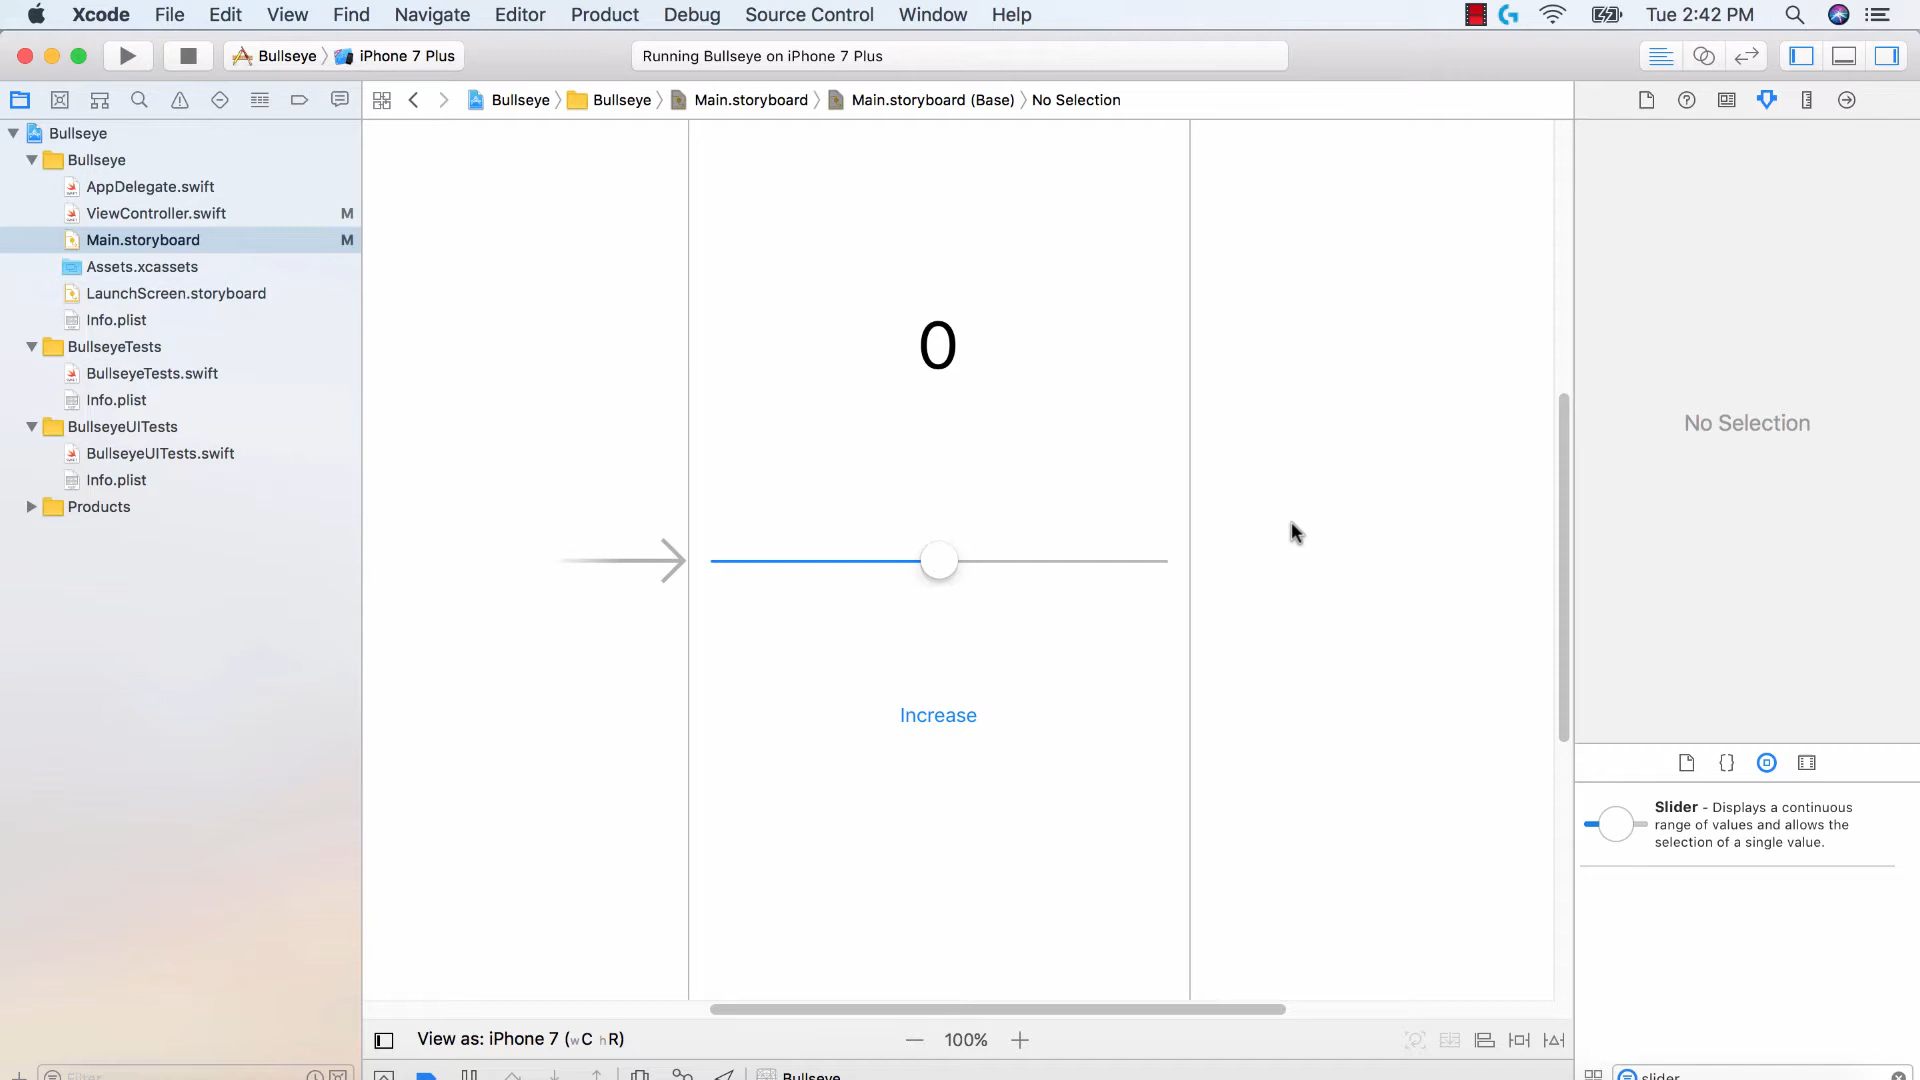 Xcode File Edit View Find Navigate Editor Product Debug Source Control Window Help Tue 2:42 PM
Bullseye iPhone 7 Plus Running Bullseye on iPhone 7 Plus
Bullseye Bullseye Main.storyboard Main.storyboard (Base) No Selection
Bullseye
Bullseye
AppDelegate.swift
ViewController.swift M
Main.storyboard M
Assets.xcassets
LaunchScreen.storyboard
Info.plist
BullseyeTests
BullseyeTests.swift
Info.plist
BullseyeUITests
BullseyeUITests.swift
Info.plist
Products
0
Increase
No Selection
Slider - Displays a continuous
range of values and allows the
selection of a single value.
View as: iPhone 7 (wC hR) 100%
Filter
Bullseye
slider